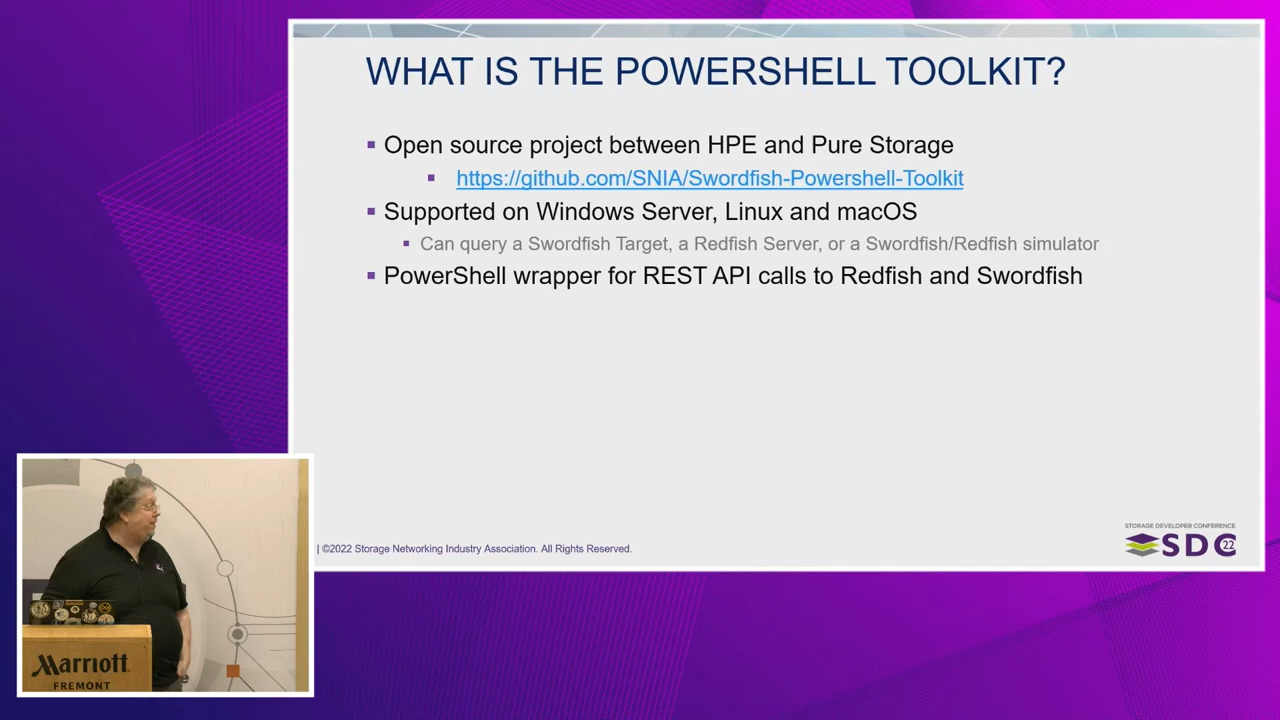 WHAT IS THE POWERSHELL TOOLKIT?
Open source project between HPE and Pure Storage
https://github.com/SNIA/Swordfish-Powershell-Toolkit
Supported on Windows Server, Linux and macOS
Can query a Swordfish Target, a Redfish Server, or a Swordfish/Redfish simulator
PowerShell wrapper for REST API calls to Redfish and Swordfish
| ©2022 Storage Networking Industry Association. All Rights Reserved.
STORAGE DEVELOPER CONFERENCE
SDC 22
Marriott
FREMONT